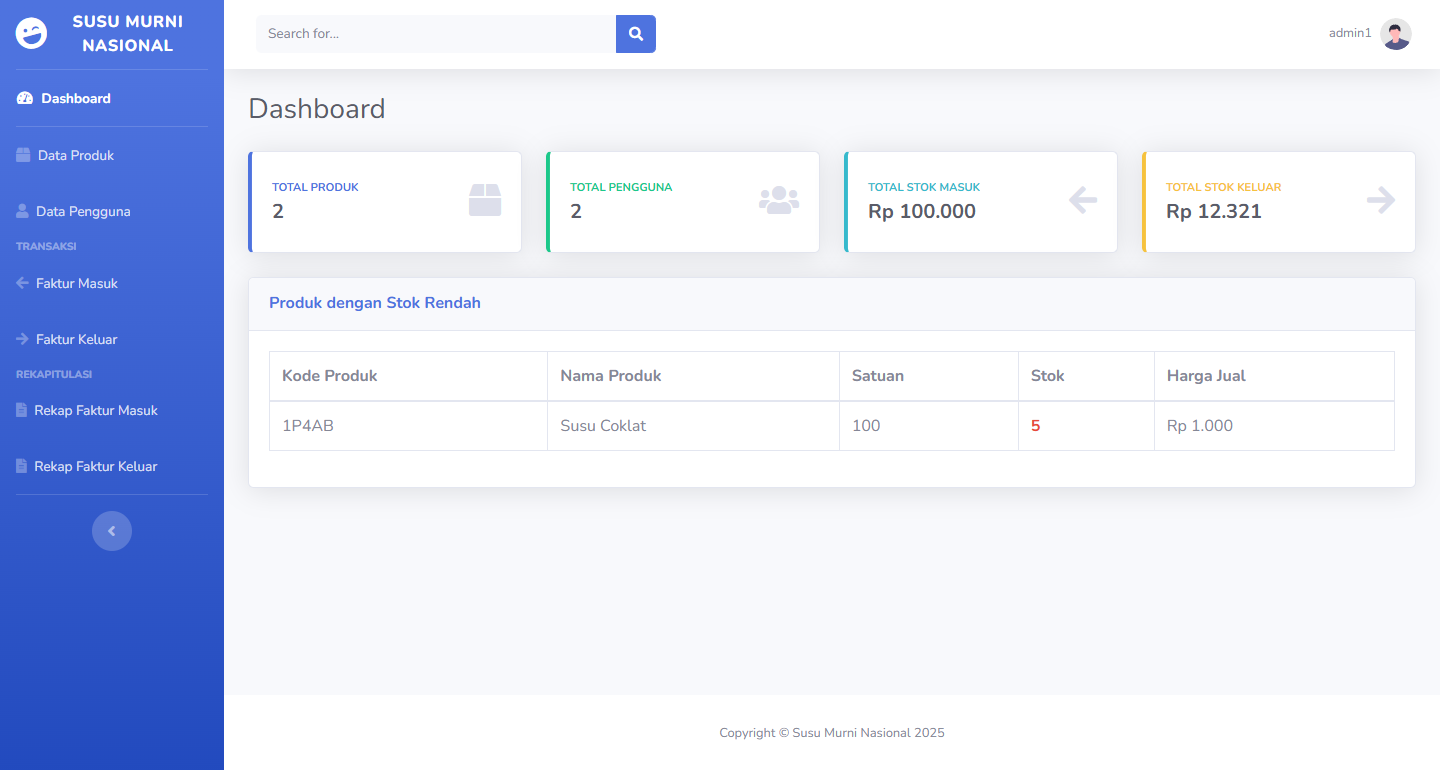 SUSU MURNI
NASIONAL
Dashboard
Data Produk
Data Pengguna
TRANSAKSI
Faktur Masuk
Faktur Keluar
REKAPITULASI
Rekap Faktur Masuk
Rekap Faktur Keluar
Search for...
admin1
Dashboard
TOTAL PRODUK
2
TOTAL PENGGUNA
2
TOTAL STOK MASUK
Rp 100.000
TOTAL STOK KELUAR
Rp 12.321
Produk dengan Stok Rendah
Kode Produk Nama Produk Satuan Stok Harga Jual
1P4AB Susu Coklat 100 5 Rp 1.000
Copyright © Susu Murni Nasional 2025